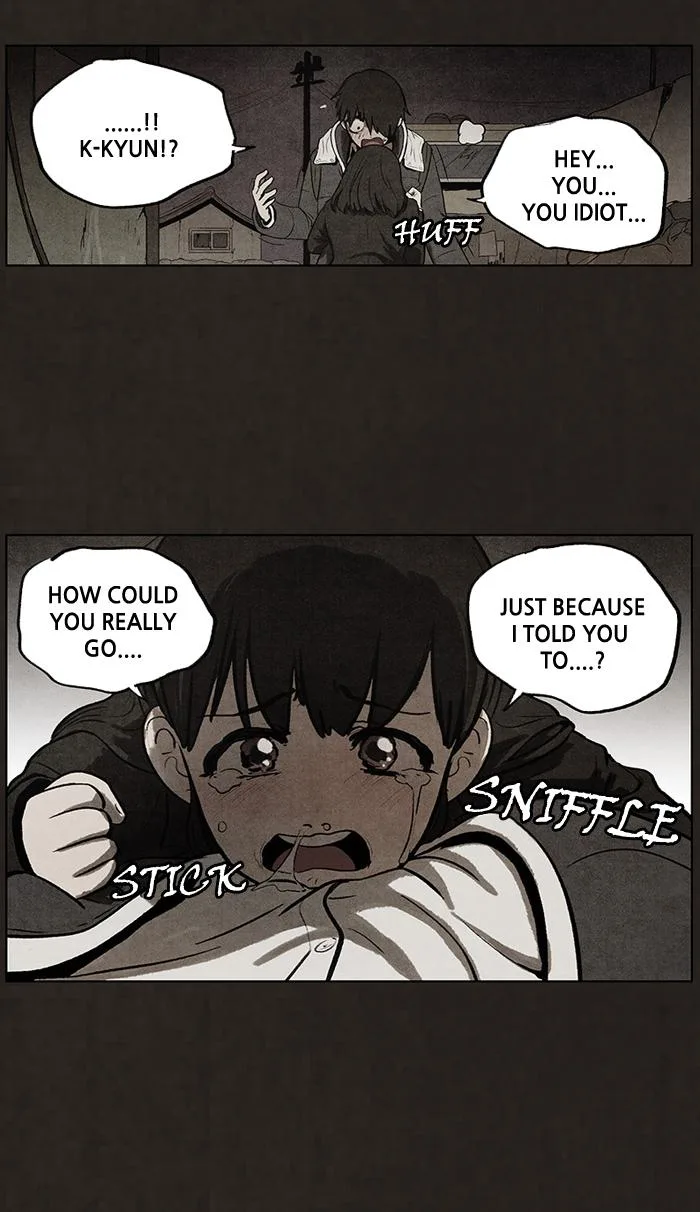 ......!!
K-KYUN!?
HEY...
YOU...
YOU IDIOT...
HUFF
HOW COULD
YOU REALLY
GO....
JUST BECAUSE
I TOLD YOU
TO....?
SNIFFLE
STICK